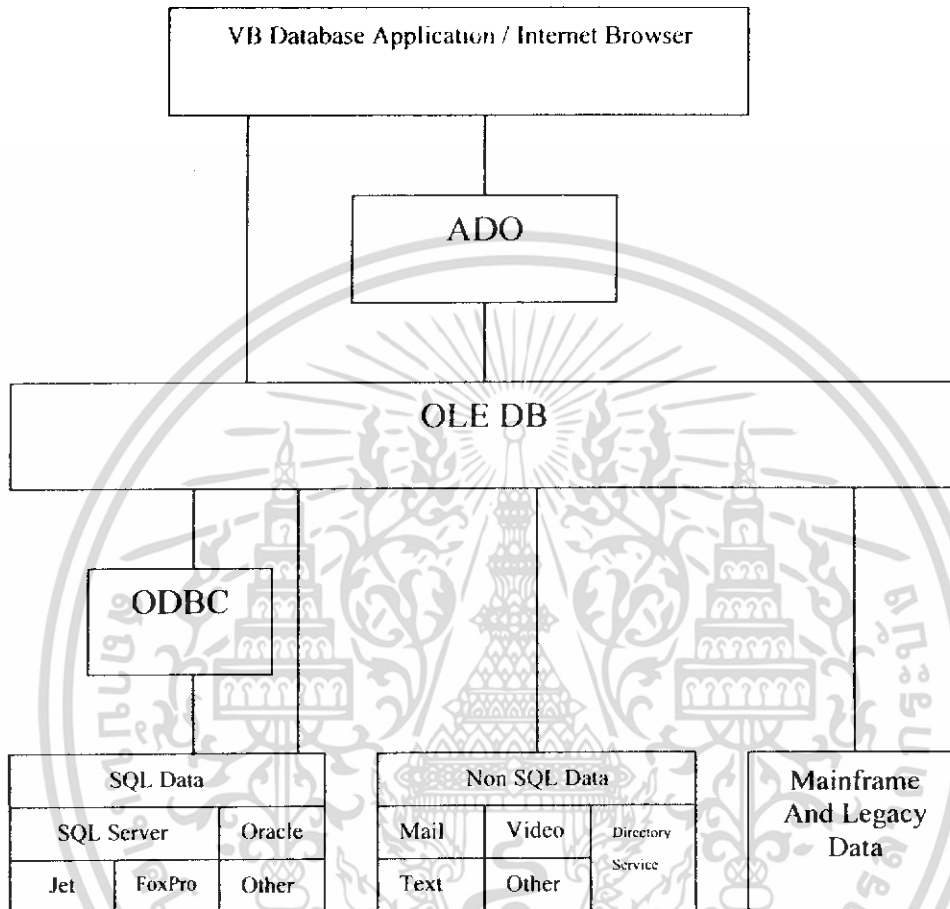 VB Database Application / Internet Browser
ADO
OLE DB
ODBC
SQL Data
SQL Server
Oracle
Jet
FoxPro
Other
Non SQL Data
Mail
Video
Directory
Service
Text
Other
Mainframe
And Legacy
Data